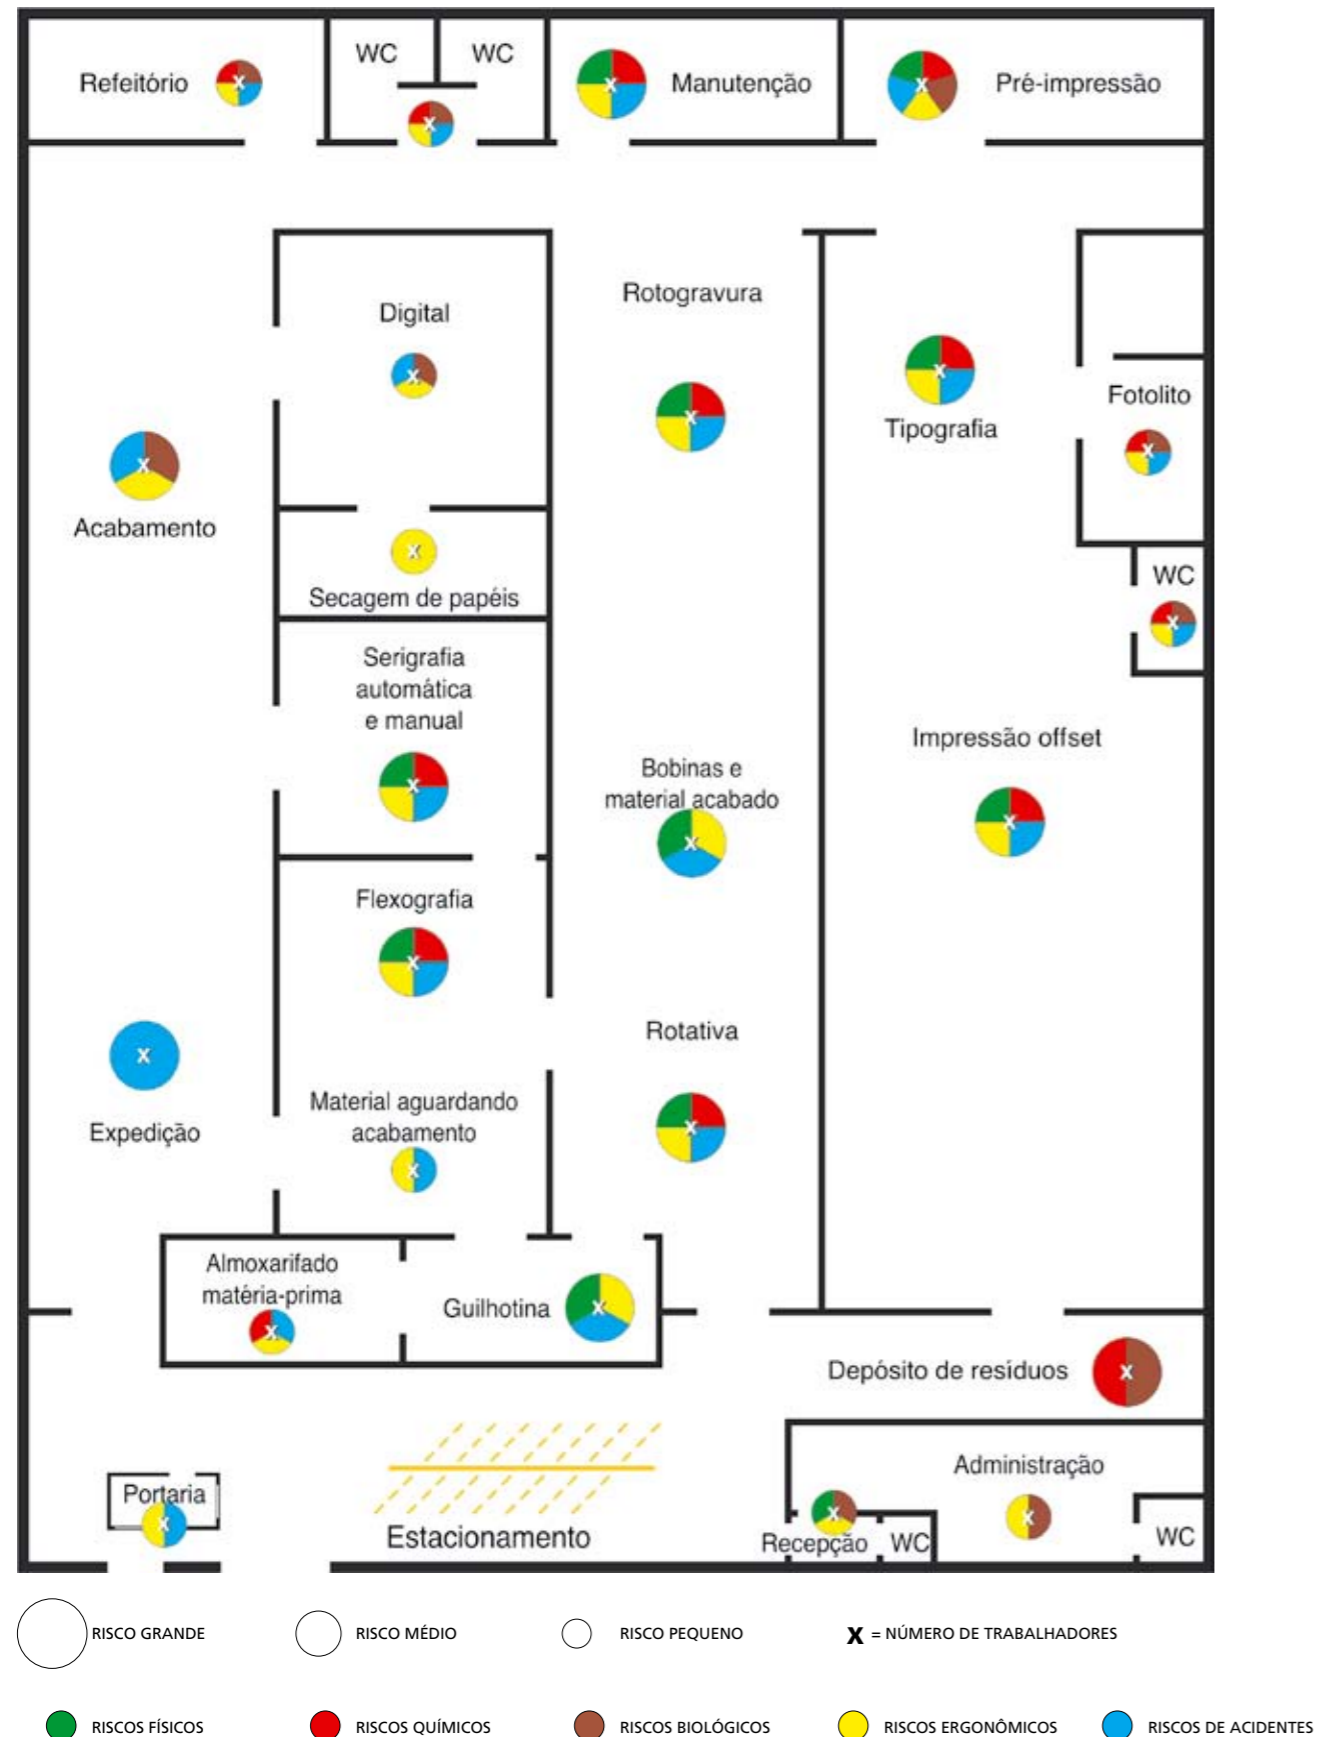 Refeitório
WC
WC
Manutenção
Pré-impressão
x
x
x
x
x
Digital
x
Rotogravura
x
x
Tipografia
Fotolito
x
x
Acabamento
x
Secagem de papéis
WC
x
Serigrafia
automática
e manual
x
Bobinas e
material acabado
x
Impressão offset
x
Flexografia
x
x
Expedição
Rotativa
x
Material aguardando
acabamento
x
Almoxarifado
matéria-prima
x
Guilhotina
x
Depósito de resíduos
x
Portaria
x
Estacionamento
Administração
x
x
Recepção
WC
WC
RISCO GRANDE
RISCO MÉDIO
RISCO PEQUENO
X = NÚMERO DE TRABALHADORES
RISCOS FÍSICOS
RISCOS QUÍMICOS
RISCOS BIOLÓGICOS
RISCOS ERGONÔMICOS
RISCOS DE ACIDENTES